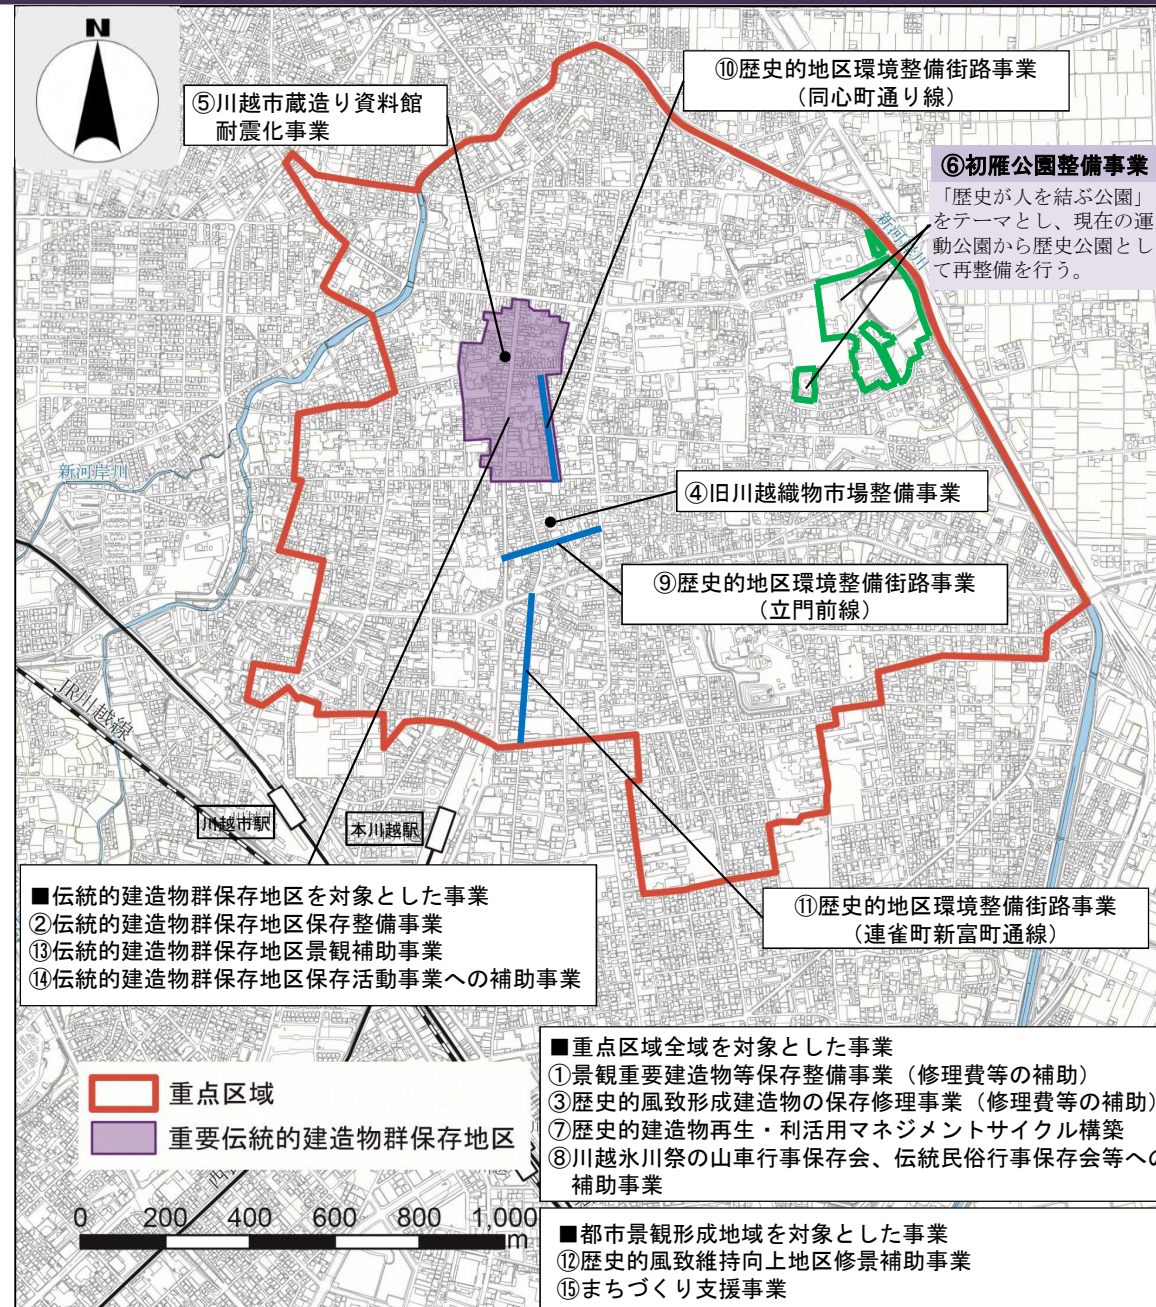 N
⑤川越市蔵造り資料館
耐震化事業
⑩歴史的地区環境整備街路事業
(同心町通り線)
⑥初雁公園整備事業
「歴史が人を結ぶ公園」
をテーマとし、現在の運
動公園から歴史公園とし
て再整備を行う。
新河岸川
新河岸川
④旧川越織物市場整備事業
⑨歴史的地区環境整備街路事業
(立門前線)
JR川越線
川越市駅
本川越駅
■伝統的建造物群保存地区を対象とした事業
②伝統的建造物群保存地区保存整備事業
⑬伝統的建造物群保存地区景観補助事業
⑭伝統的建造物群保存地区保存活動事業への補助事業
⑪歴史的地区環境整備街路事業
(連雀町新富町通線)
重点区域
重要伝統的建造物群保存地区
0 200 400 600 800 1,000
m
■重点区域全域を対象とした事業
①景観重要建造物等保存整備事業（修理費等の補助）
③歴史的風致形成建造物の保存修理事業（修理費等の補助）
⑦歴史的建造物再生・利活用マネジメントサイクル構築
⑧川越氷川祭の山車行事保存会、伝統民俗行事保存会等への
補助事業
■都市景観形成地域を対象とした事業
⑫歴史的風致維持向上地区修景補助事業
⑮まちづくり支援事業